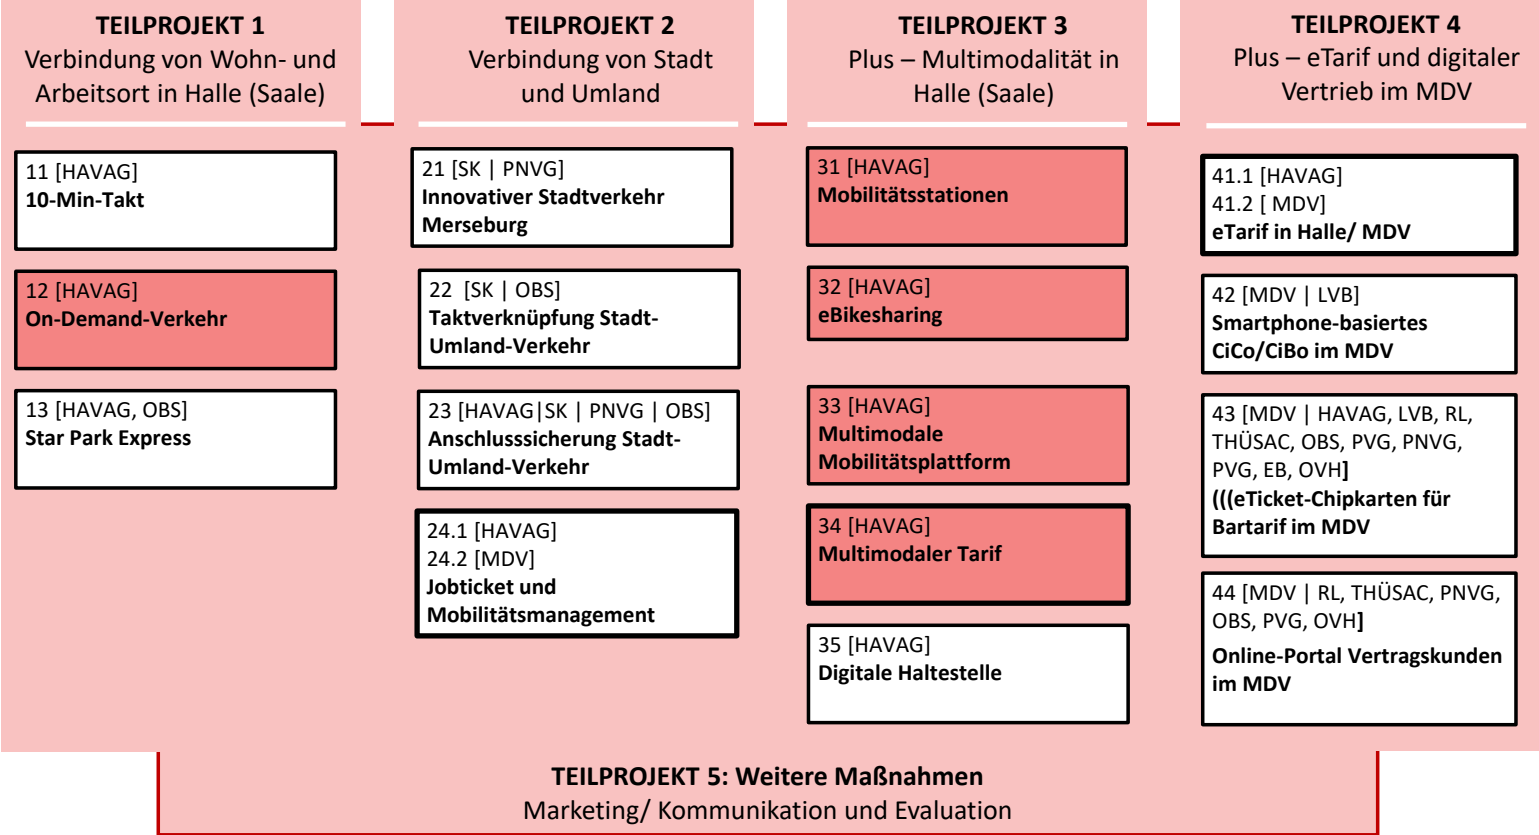 TEILPROJEKT 1
Verbindung von Wohn- und
Arbeitsort in Halle (Saale)
11 [HAVAG]
10-Min-Takt
12 [HAVAG]
On-Demand-Verkehr
13 [HAVAG, OBS]
Star Park Express
TEILPROJEKT 2
Verbindung von Stadt
und Umland
21 [SK | PNVG]
Innovativer Stadtverkehr
Merseburg
22 [SK | OBS]
Taktverknüpfung Stadt-
Umland-Verkehr
23 [HAVAG|SK | PNVG | OBS]
Anschlusssicherung Stadt-
Umland-Verkehr
24.1 [HAVAG]
24.2 [MDV]
Jobticket und
Mobilitätsmanagement
TEILPROJEKT 3
Plus – Multimodalität in
Halle (Saale)
31 [HAVAG]
Mobilitätsstationen
32 [HAVAG]
eBikesharing
33 [HAVAG]
Multimodale
Mobilitätsplattform
34 [HAVAG]
Multimodaler Tarif
35 [HAVAG]
Digitale Haltestelle
TEILPROJEKT 4
Plus – eTarif und digitaler
Vertrieb im MDV
41.1 [HAVAG]
41.2 [ MDV]
eTarif in Halle/ MDV
42 [MDV | LVB]
Smartphone-basiertes
CiCo/CiBo im MDV
43 [MDV | HAVAG, LVB, RL,
THÜSAC, OBS, PVG, PNVG,
PVG, EB, OVH]
(((eTicket-Chipkarten für
Bartarif im MDV
44 [MDV | RL, THÜSAC, PNVG,
OBS, PVG, OVH]
Online-Portal Vertragskunden
im MDV
TEILPROJEKT 5: Weitere Maßnahmen
Marketing/ Kommunikation und Evaluation